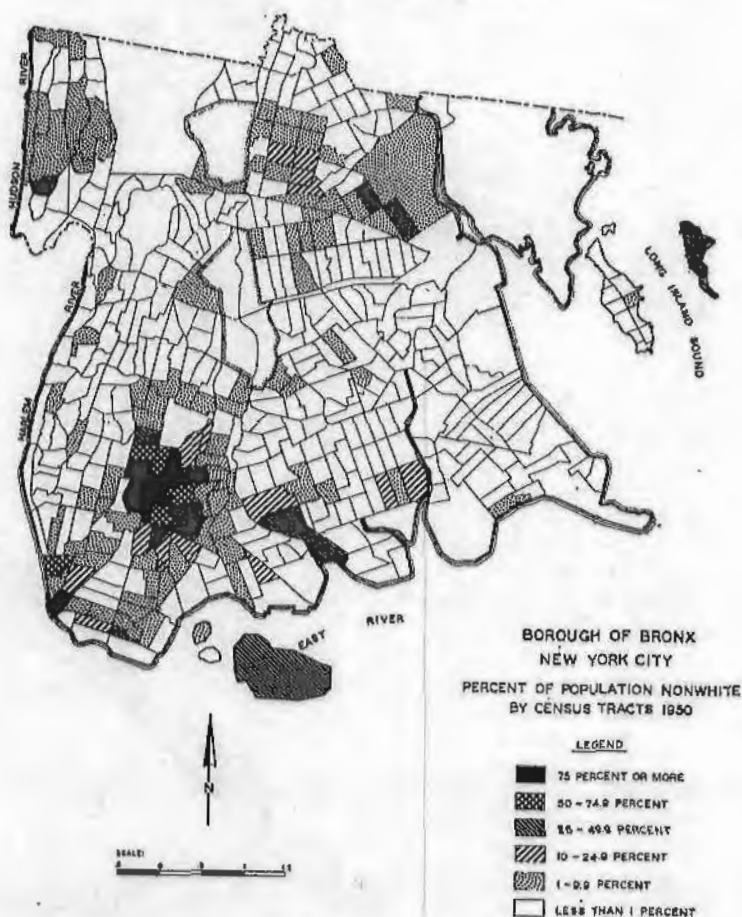 HUDSON RIVER
HARLEM RIVER
LONG INLAND SOUND
EAST RIVER
BOROUGH OF BRONX
NEW YORK CITY
PERCENT OF POPULATION NONWHITE
BY CENSUS TRACTS 1950
LEGEND
75 PERCENT OR MORE
50 - 74.9 PERCENT
25 - 49.9 PERCENT
10 - 24.9 PERCENT
1 - 9.9 PERCENT
LESS THAN 1 PERCENT
N
SCALE: